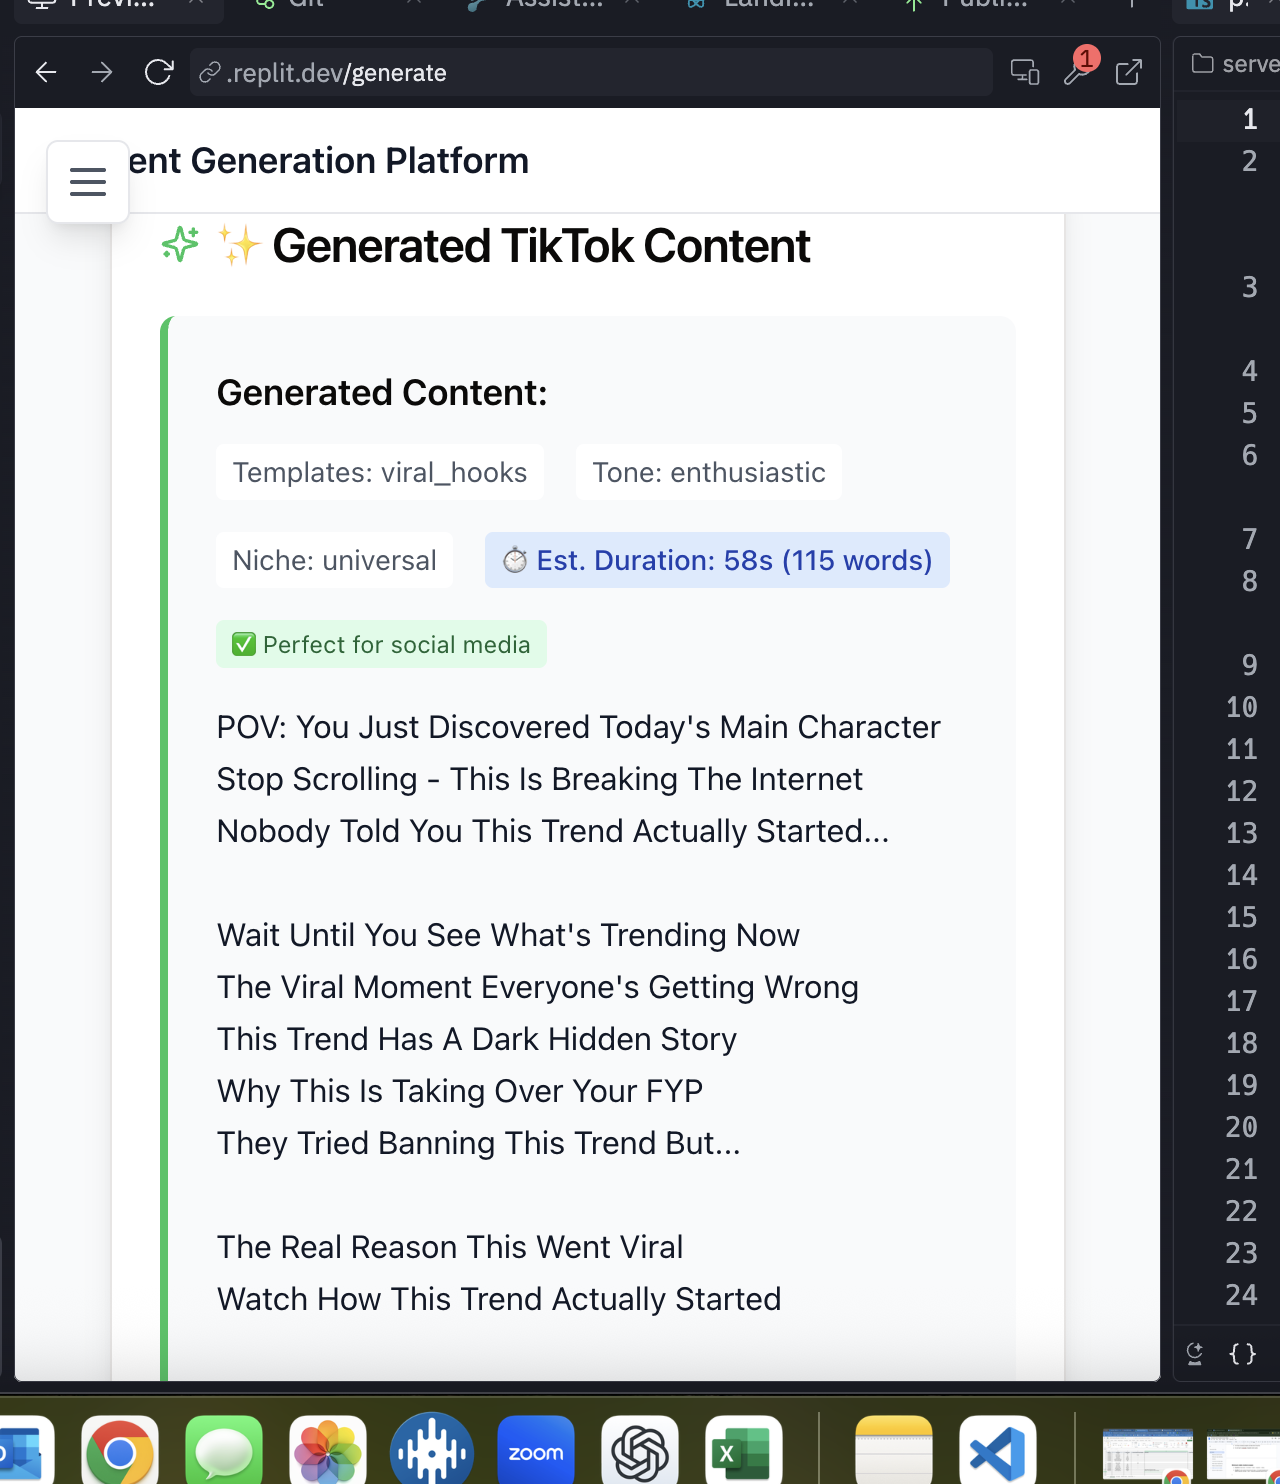 Git
Assist...
Landi...
Publi...
.replit.dev/generate
1
serve
ent Generation Platform
✨ Generated TikTok Content
Generated Content:
Templates: viral_hooks
Tone: enthusiastic
Niche: universal
⏱️ Est. Duration: 58s (115 words)
✅ Perfect for social media
POV: You Just Discovered Today's Main Character
Stop Scrolling - This Is Breaking The Internet
Nobody Told You This Trend Actually Started...
Wait Until You See What's Trending Now
The Viral Moment Everyone's Getting Wrong
This Trend Has A Dark Hidden Story
Why This Is Taking Over Your FYP
They Tried Banning This Trend But...
The Real Reason This Went Viral
Watch How This Trend Actually Started
1
2
3
4
5
6
7
8
9
10
11
12
13
14
15
16
17
18
19
20
21
22
23
24
{}
zoom
X